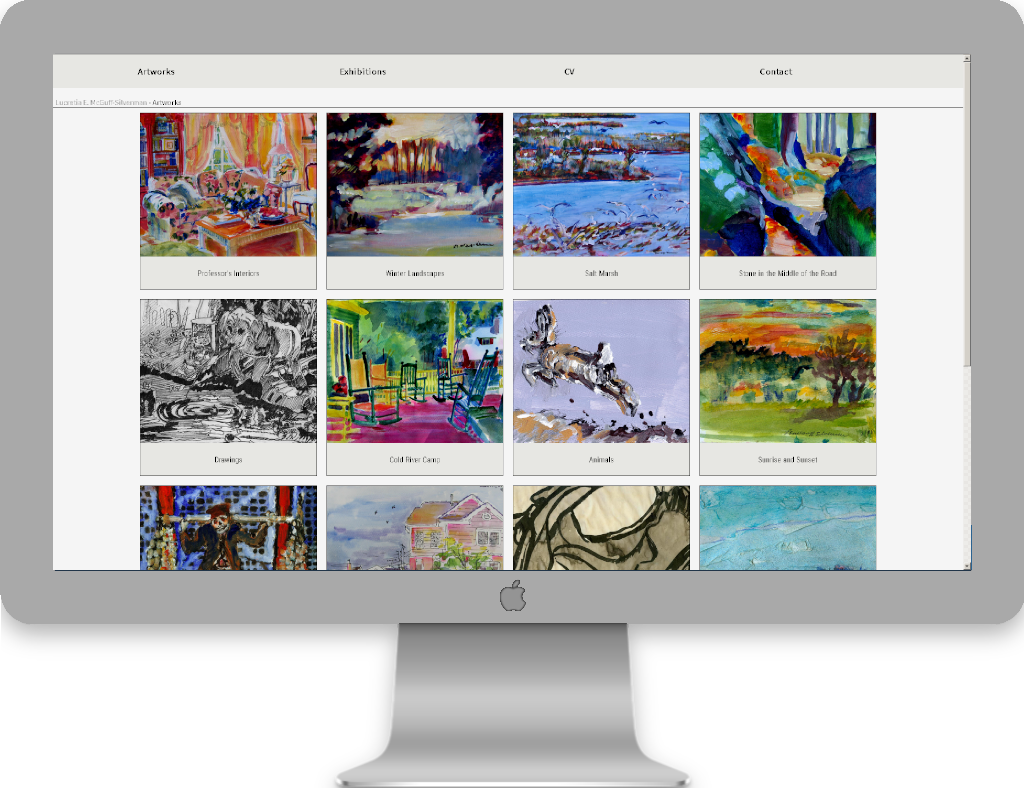 Artworks Exhibitions CV Contact
McGuff Silverman - Artworks
Professor's Interiors Winter Landscapes Salt Marsh Stone in the Middle of the Road
Drawings Cold River Camp Animals Sunrise and Sunset